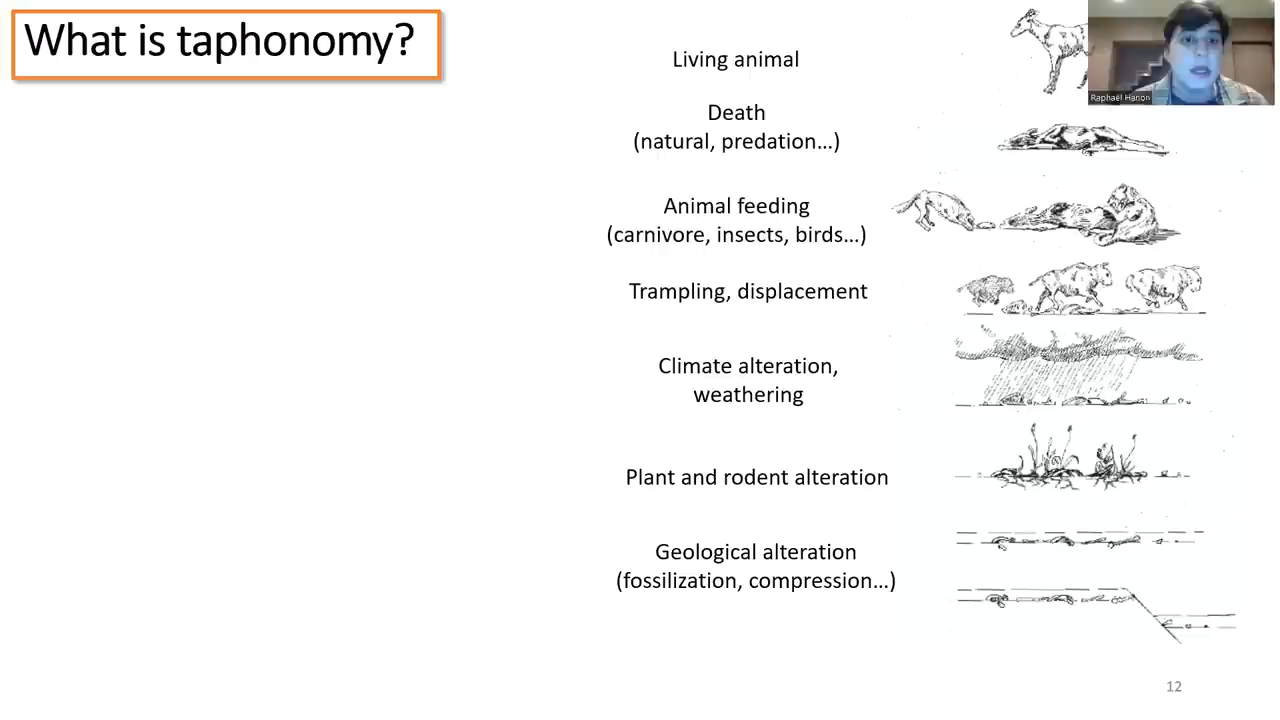 What is taphonomy?
Living animal
Raphaël Hanon
Death
(natural, predation…)
Animal feeding
(carnivore, insects, birds…)
Trampling, displacement
Climate alteration,
weathering
Plant and rodent alteration
Geological alteration
(fossilization, compression…)
12